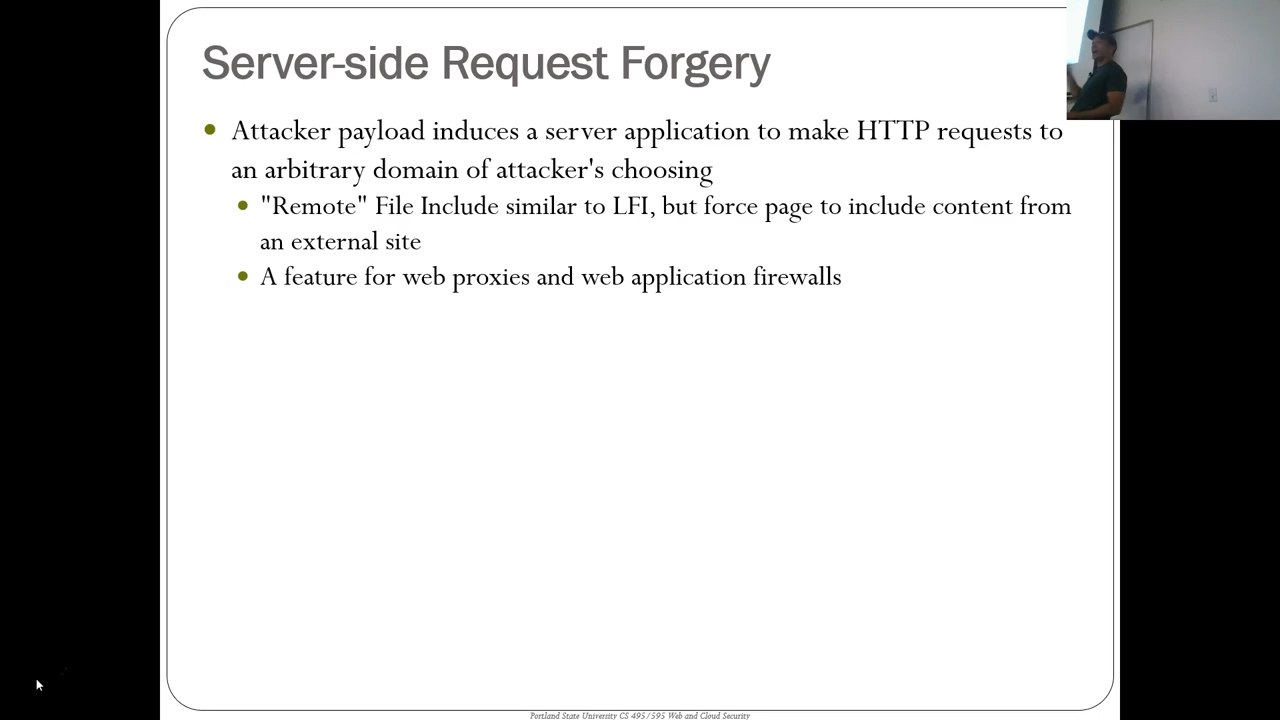 Server-side Request Forgery
Attacker payload induces a server application to make HTTP requests to
an arbitrary domain of attacker's choosing
"Remote" File Include similar to LFI, but force page to include content from
an external site
A feature for web proxies and web application firewalls
Portland State University CS 495/595 Web and Cloud Security